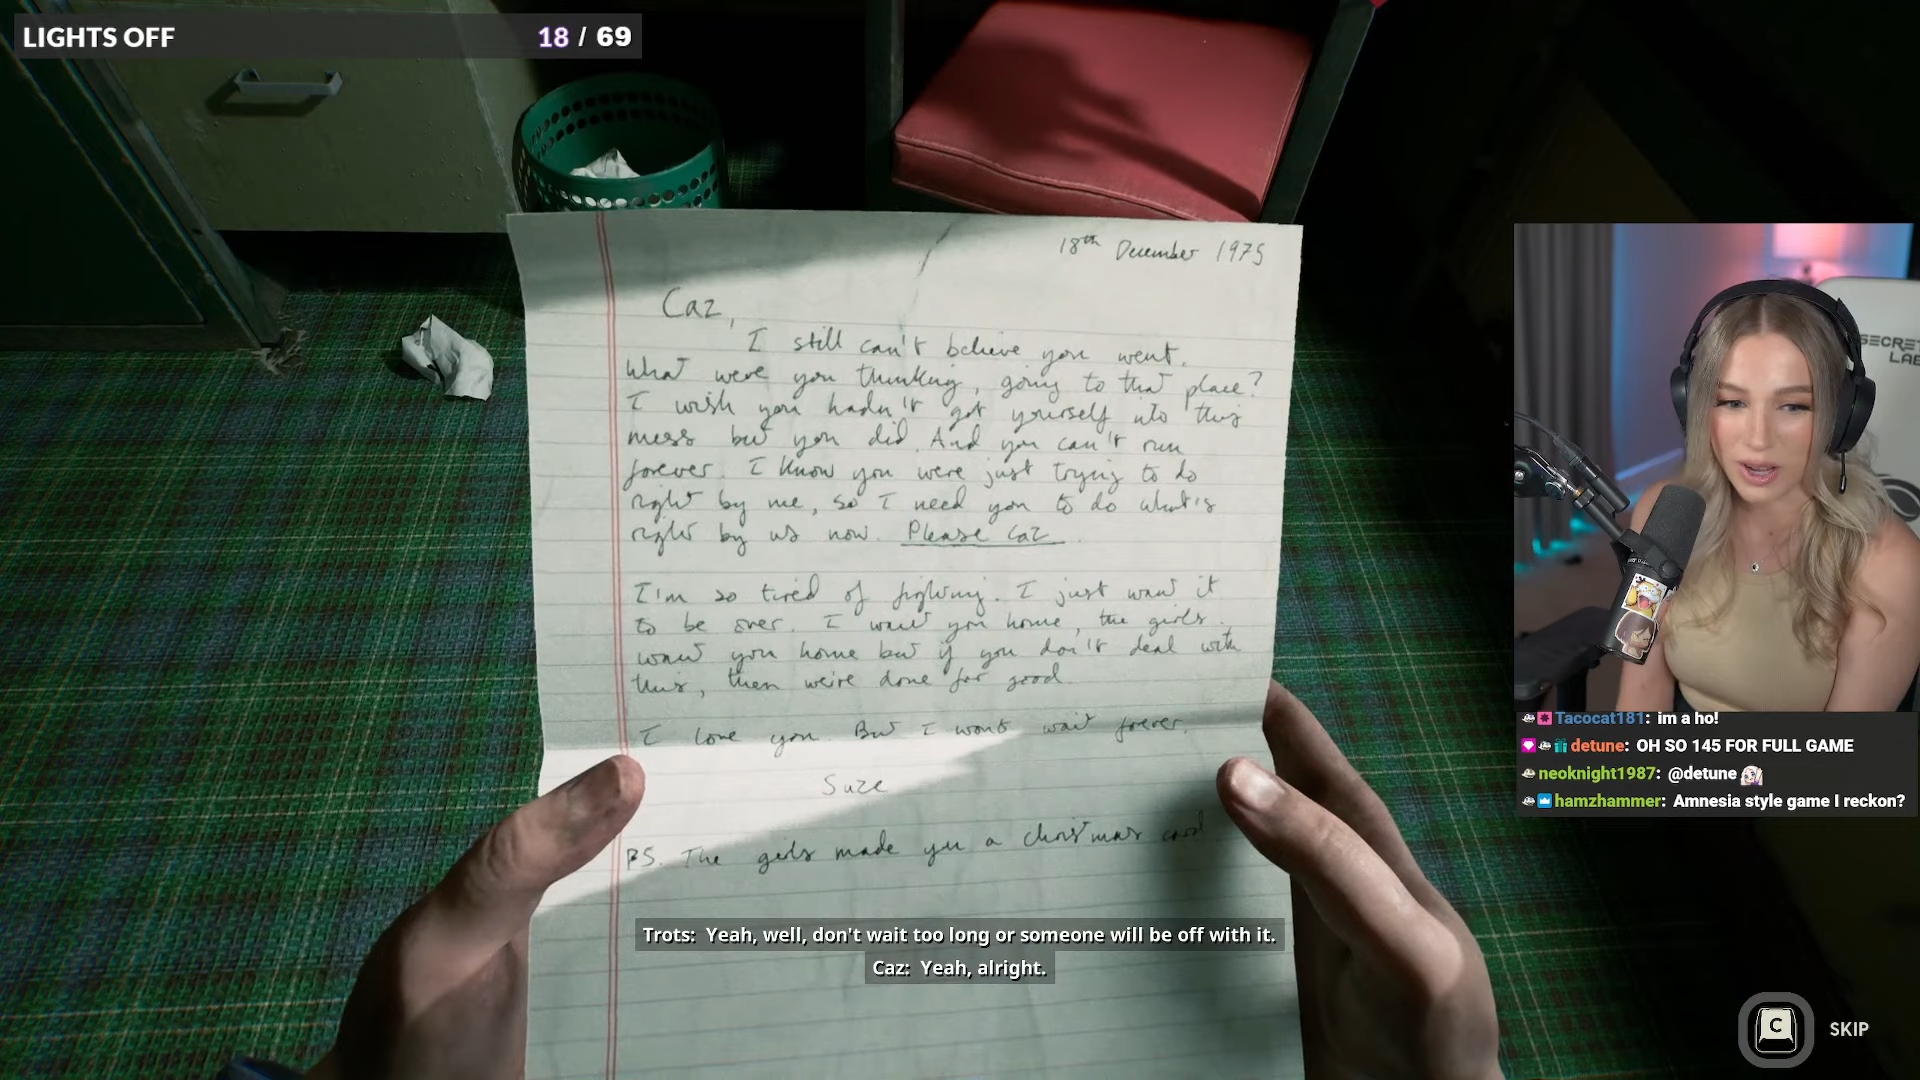 LIGHTS OFF
18 / 69
18th December 1975
Caz,
I still can't believe you went.
What were you thinking, going to that place?
I wish you hadn't got yourself into this
mess but you did. And you can't run
forever. I know you were just trying to do
right by me, so I need you to do what's
right by us now. Please Caz.
I'm so tired of fighting. I just want it
to be over. I want you home, the girls
want you home but if you don't deal with
this, then we're done for good.
I love you. But I won't wait forever.
Suze
P.S. The girls made you a christmas card
Trots: Yeah, well, don't wait too long or someone will be off with it.
Caz: Yeah, alright.
C SKIP
SECRET
LAB
Tacocat181: im a ho!
detune: OH SO 145 FOR FULL GAME
neoknight1987: @detune
hamzhammer: Amnesia style game I reckon?